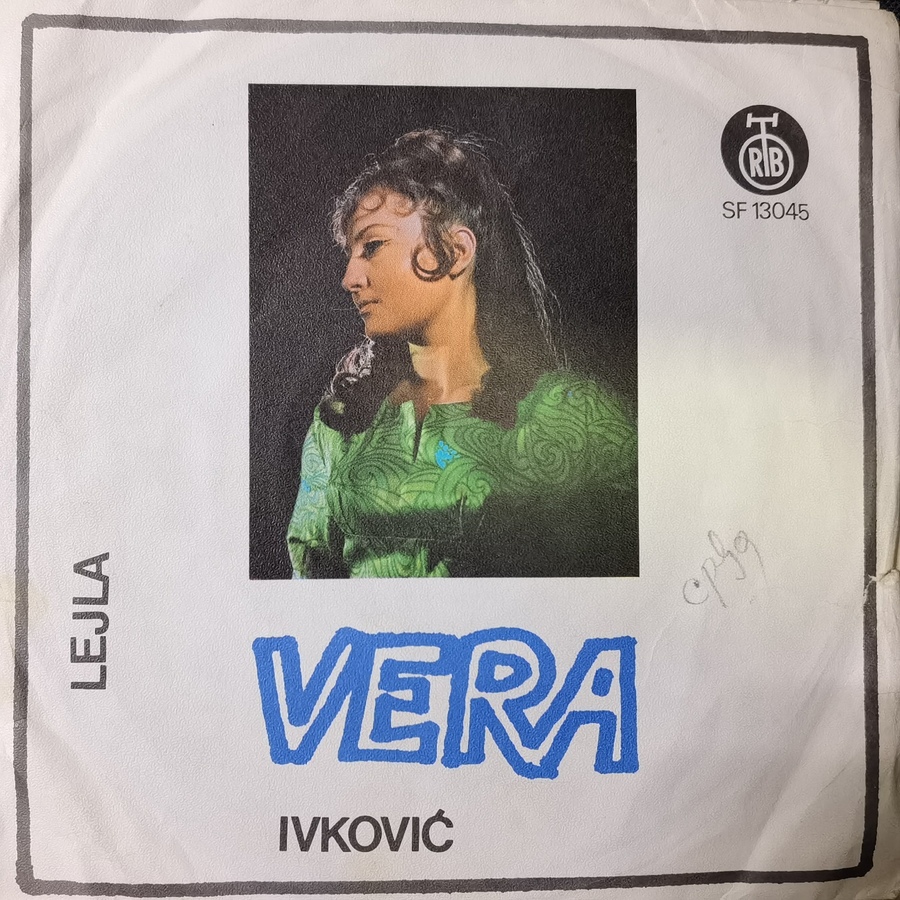 RTB
SF 13045
LEJLA
VERA
IVKOVIĆ